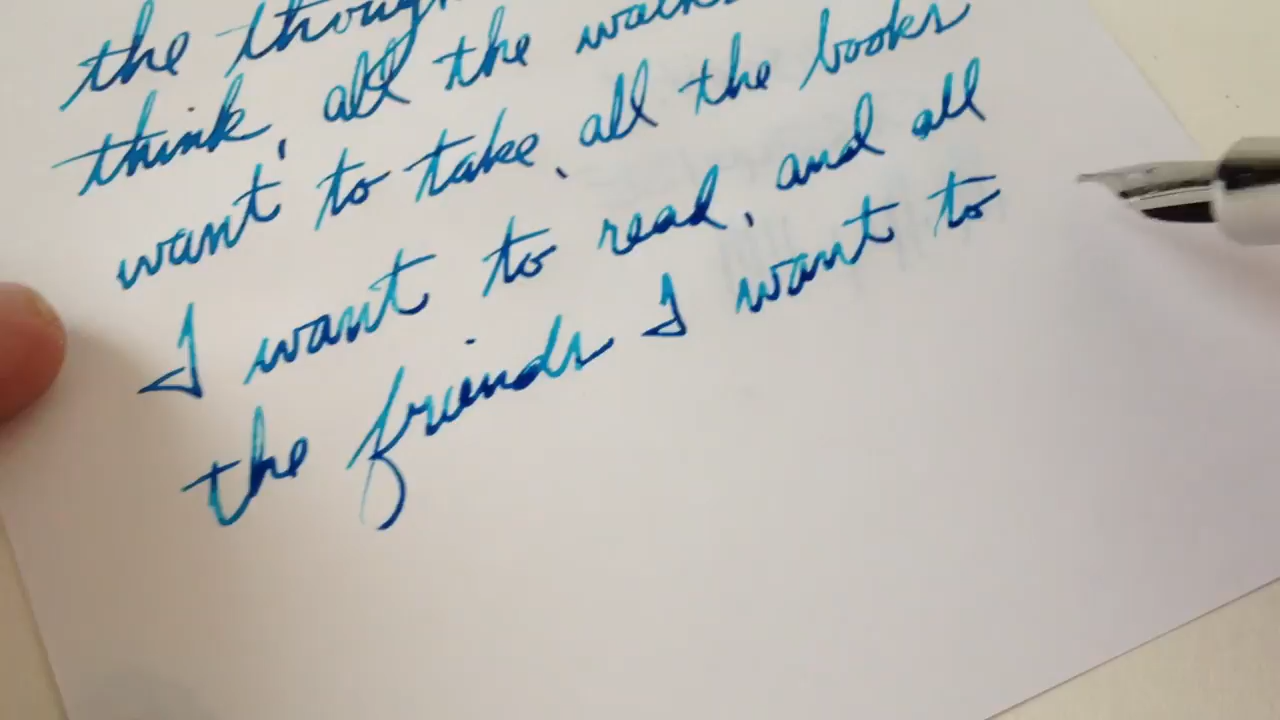 the
think, all the
want to take, all the books
I want to read, and all
the friends I want to